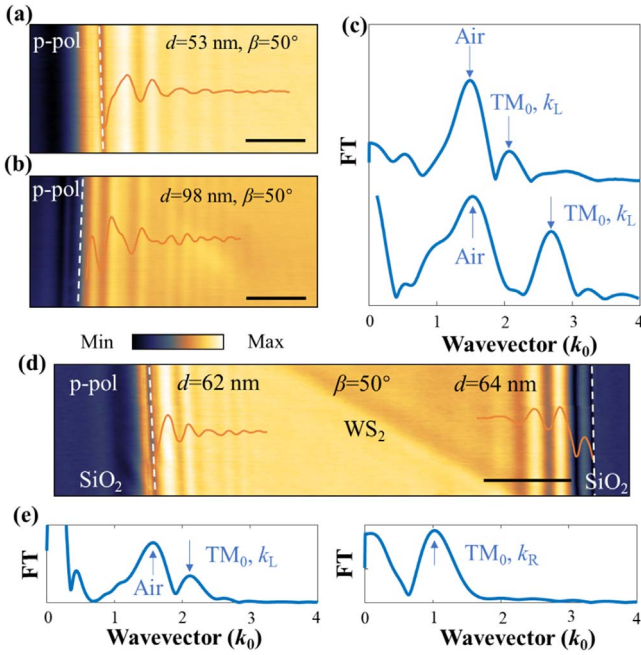 (a)
p-pol d=53 nm, β=50°
(b)
p-pol d=98 nm, β=50°
Min Max
(c)
Air
TM0, kL
FT
TM0, kL
Air
0 1 2 3 4
Wavevector (k0)
(d)
p-pol d=62 nm β=50° d=64 nm
WS2
SiO2 SiO2
(e)
FT
Air
TM0, kL
0 1 2 3 4
Wavevector (k0)
FT
TM0, kR
0 1 2 3 4
Wavevector (k0)